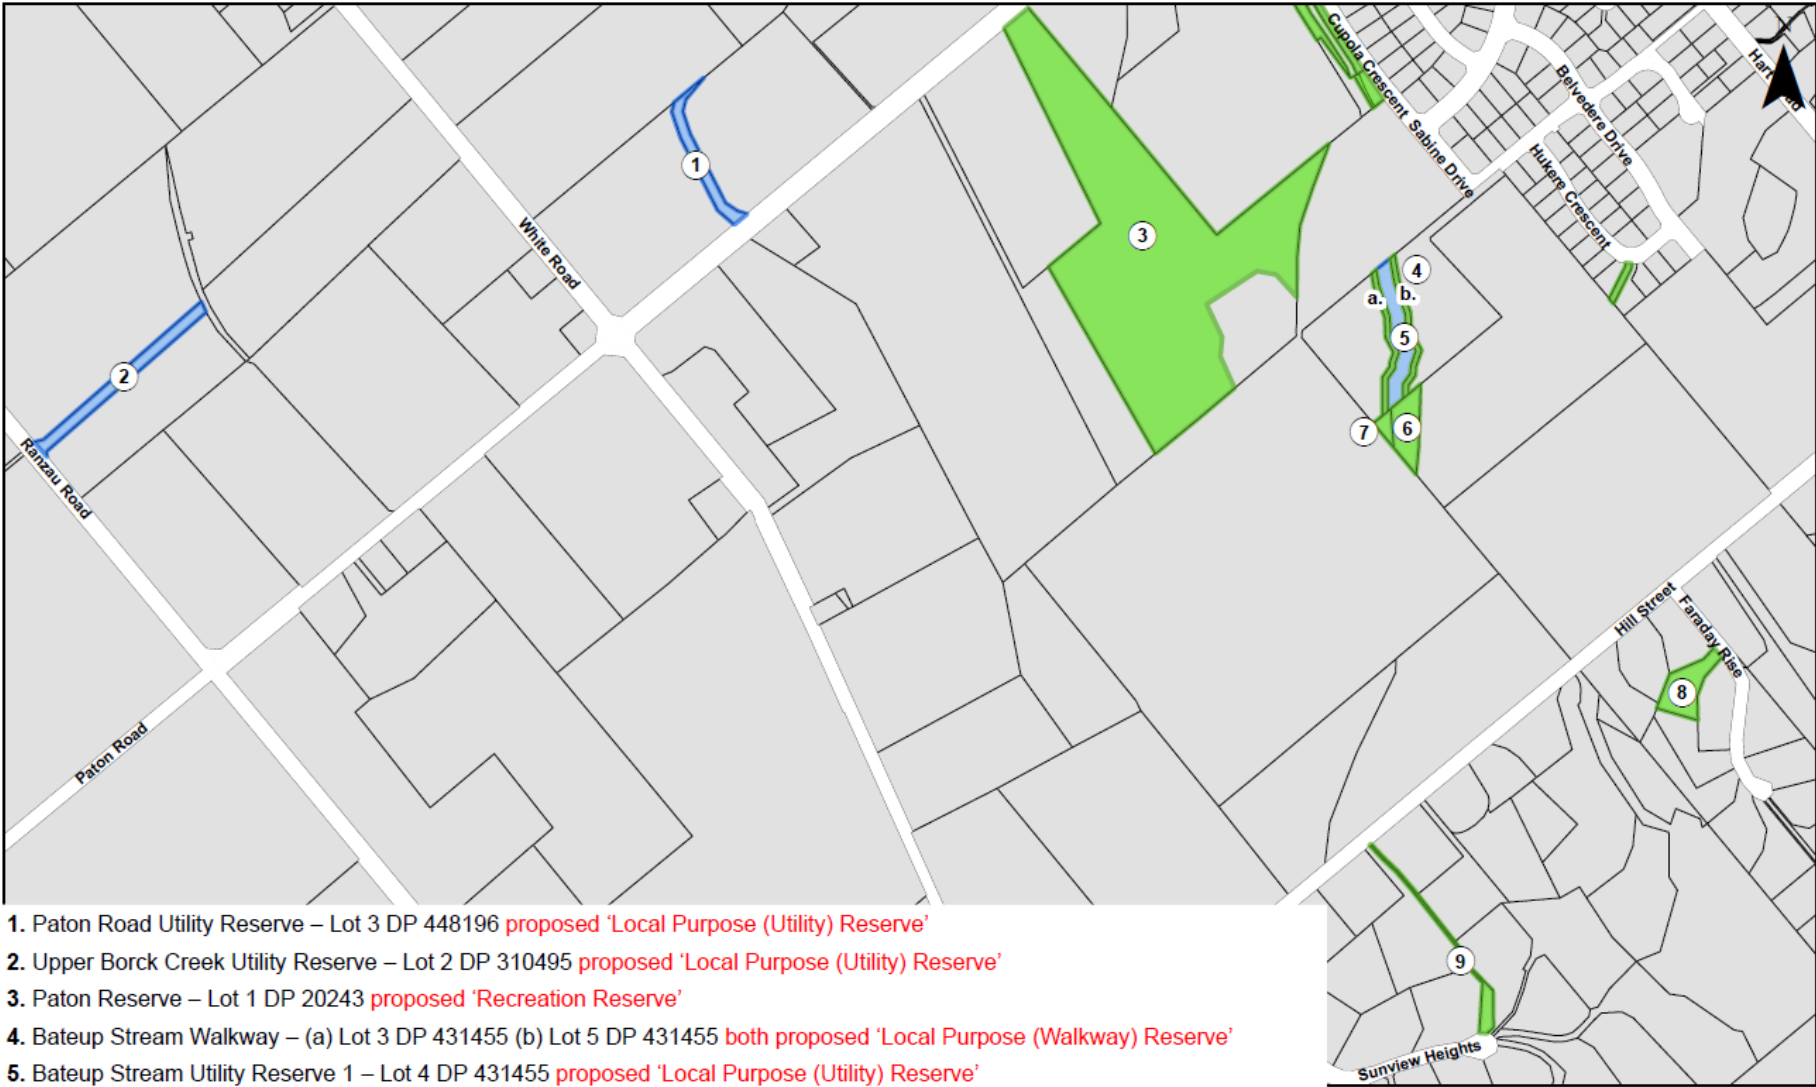 Cupola Crescent
Sabine Drive
Belvedere Drive
Hukere Crescent
White Road
1
2
3
4
a.
b.
5
6
7
Ranzau Road
Paton Road
Hill Street
Faraday Rise
8
9
Sunview Heights
1. Paton Road Utility Reserve – Lot 3 DP 448196 proposed ‘Local Purpose (Utility) Reserve’
2. Upper Borck Creek Utility Reserve – Lot 2 DP 310495 proposed ‘Local Purpose (Utility) Reserve’
3. Paton Reserve – Lot 1 DP 20243 proposed ‘Recreation Reserve’
4. Bateup Stream Walkway – (a) Lot 3 DP 431455 (b) Lot 5 DP 431455 both proposed ‘Local Purpose (Walkway) Reserve’
5. Bateup Stream Utility Reserve 1 – Lot 4 DP 431455 proposed ‘Local Purpose (Utility) Reserve’